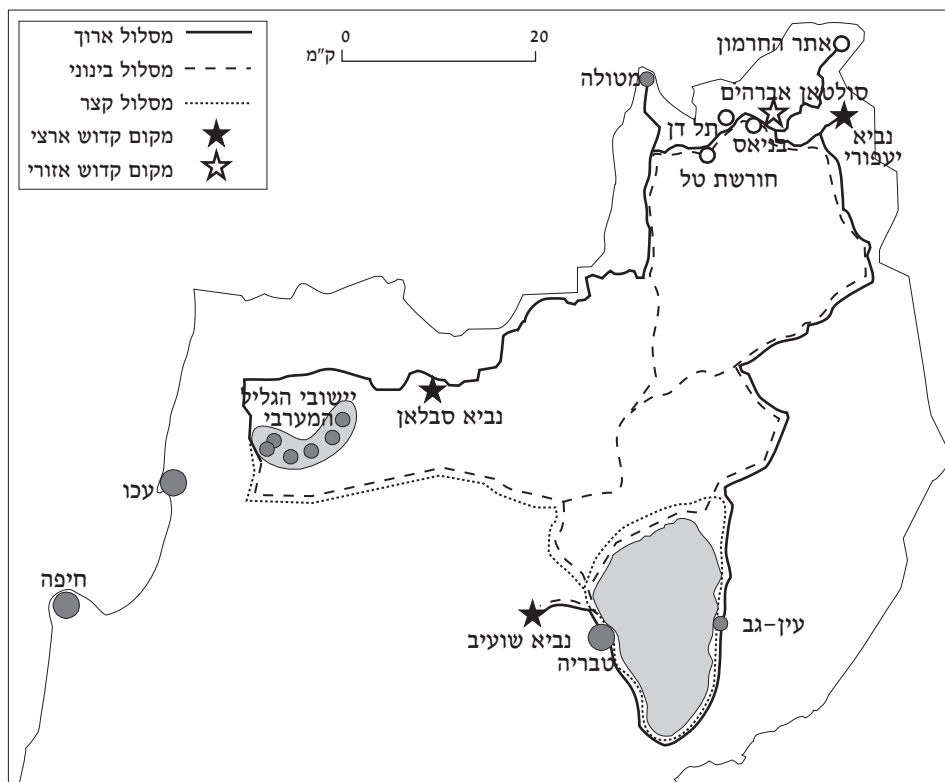 מסלול ארוך
מסלול בינוני
מסלול קצר
מקום קדוש ארצי
מקום קדוש אזורי
0 20
ק"מ
אתר החרמון
מטולה
סולטאן אברהים
תל דן
בניאס
נביא
יעפורי
חורשת טל
יישובי הגליל
המערבי
נביא סבלאן
עכו
חיפה
נביא שועיב
טבריה
עין-גב